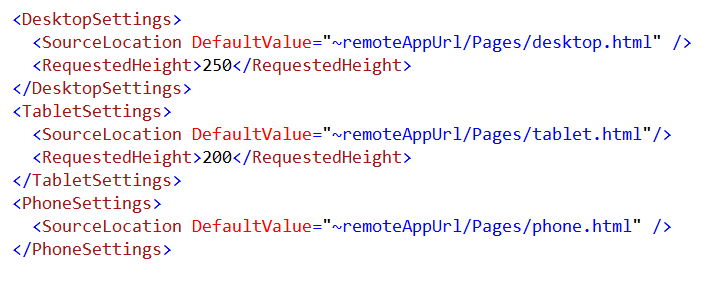 <DesktopSettings>
  <SourceLocation DefaultValue="~remoteAppUrl/Pages/desktop.html" />
  <RequestedHeight>250</RequestedHeight>
</DesktopSettings>
<TabletSettings>
  <SourceLocation DefaultValue="~remoteAppUrl/Pages/tablet.html"/>
  <RequestedHeight>200</RequestedHeight>
</TabletSettings>
<PhoneSettings>
  <SourceLocation DefaultValue="~remoteAppUrl/Pages/phone.html" />
</PhoneSettings>